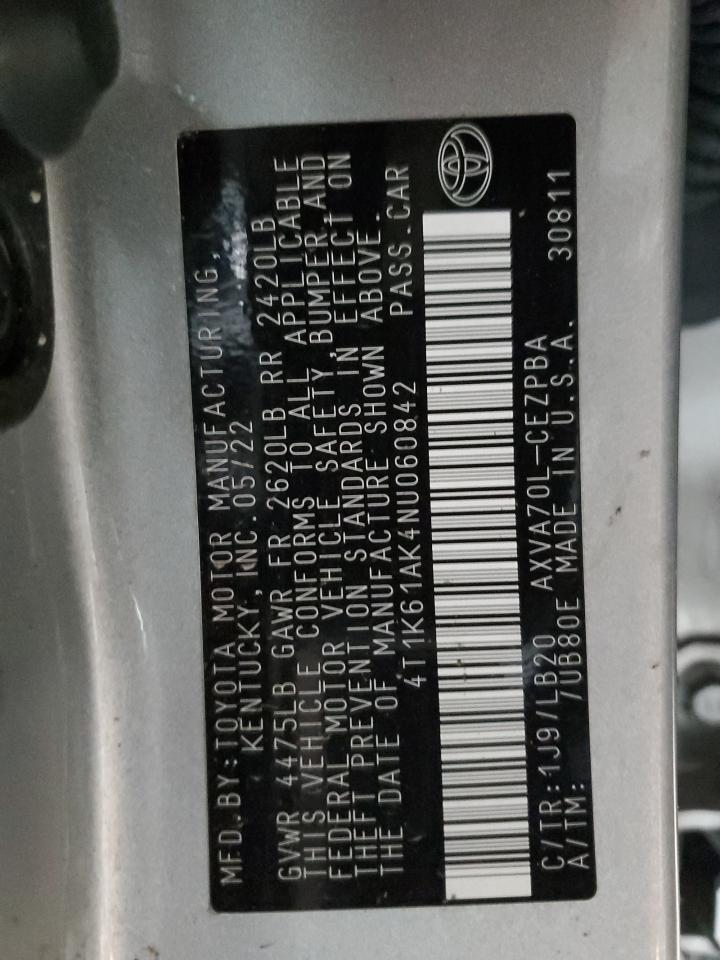 MFD. BY: TOYOTA MOTOR MANUFACTURING,
KENTUCKY, INC. 05/22
GVWR 4475LB GAWR FR 2620LB RR 2420LB
THIS VEHICLE CONFORMS TO ALL APPLICABLE
FEDERAL MOTOR VEHICLE SAFETY, BUMPER, AND
THEFT PREVENTION STANDARDS IN EFFECT ON
THE DATE OF MANUFACTURE SHOWN ABOVE.
4T1K61AK4NU060842 PASS. CAR
C/TR: 1J9/LB20 AXVA70L-CEZPBA
A/TM: /UB80E MADE IN U.S.A. 30811